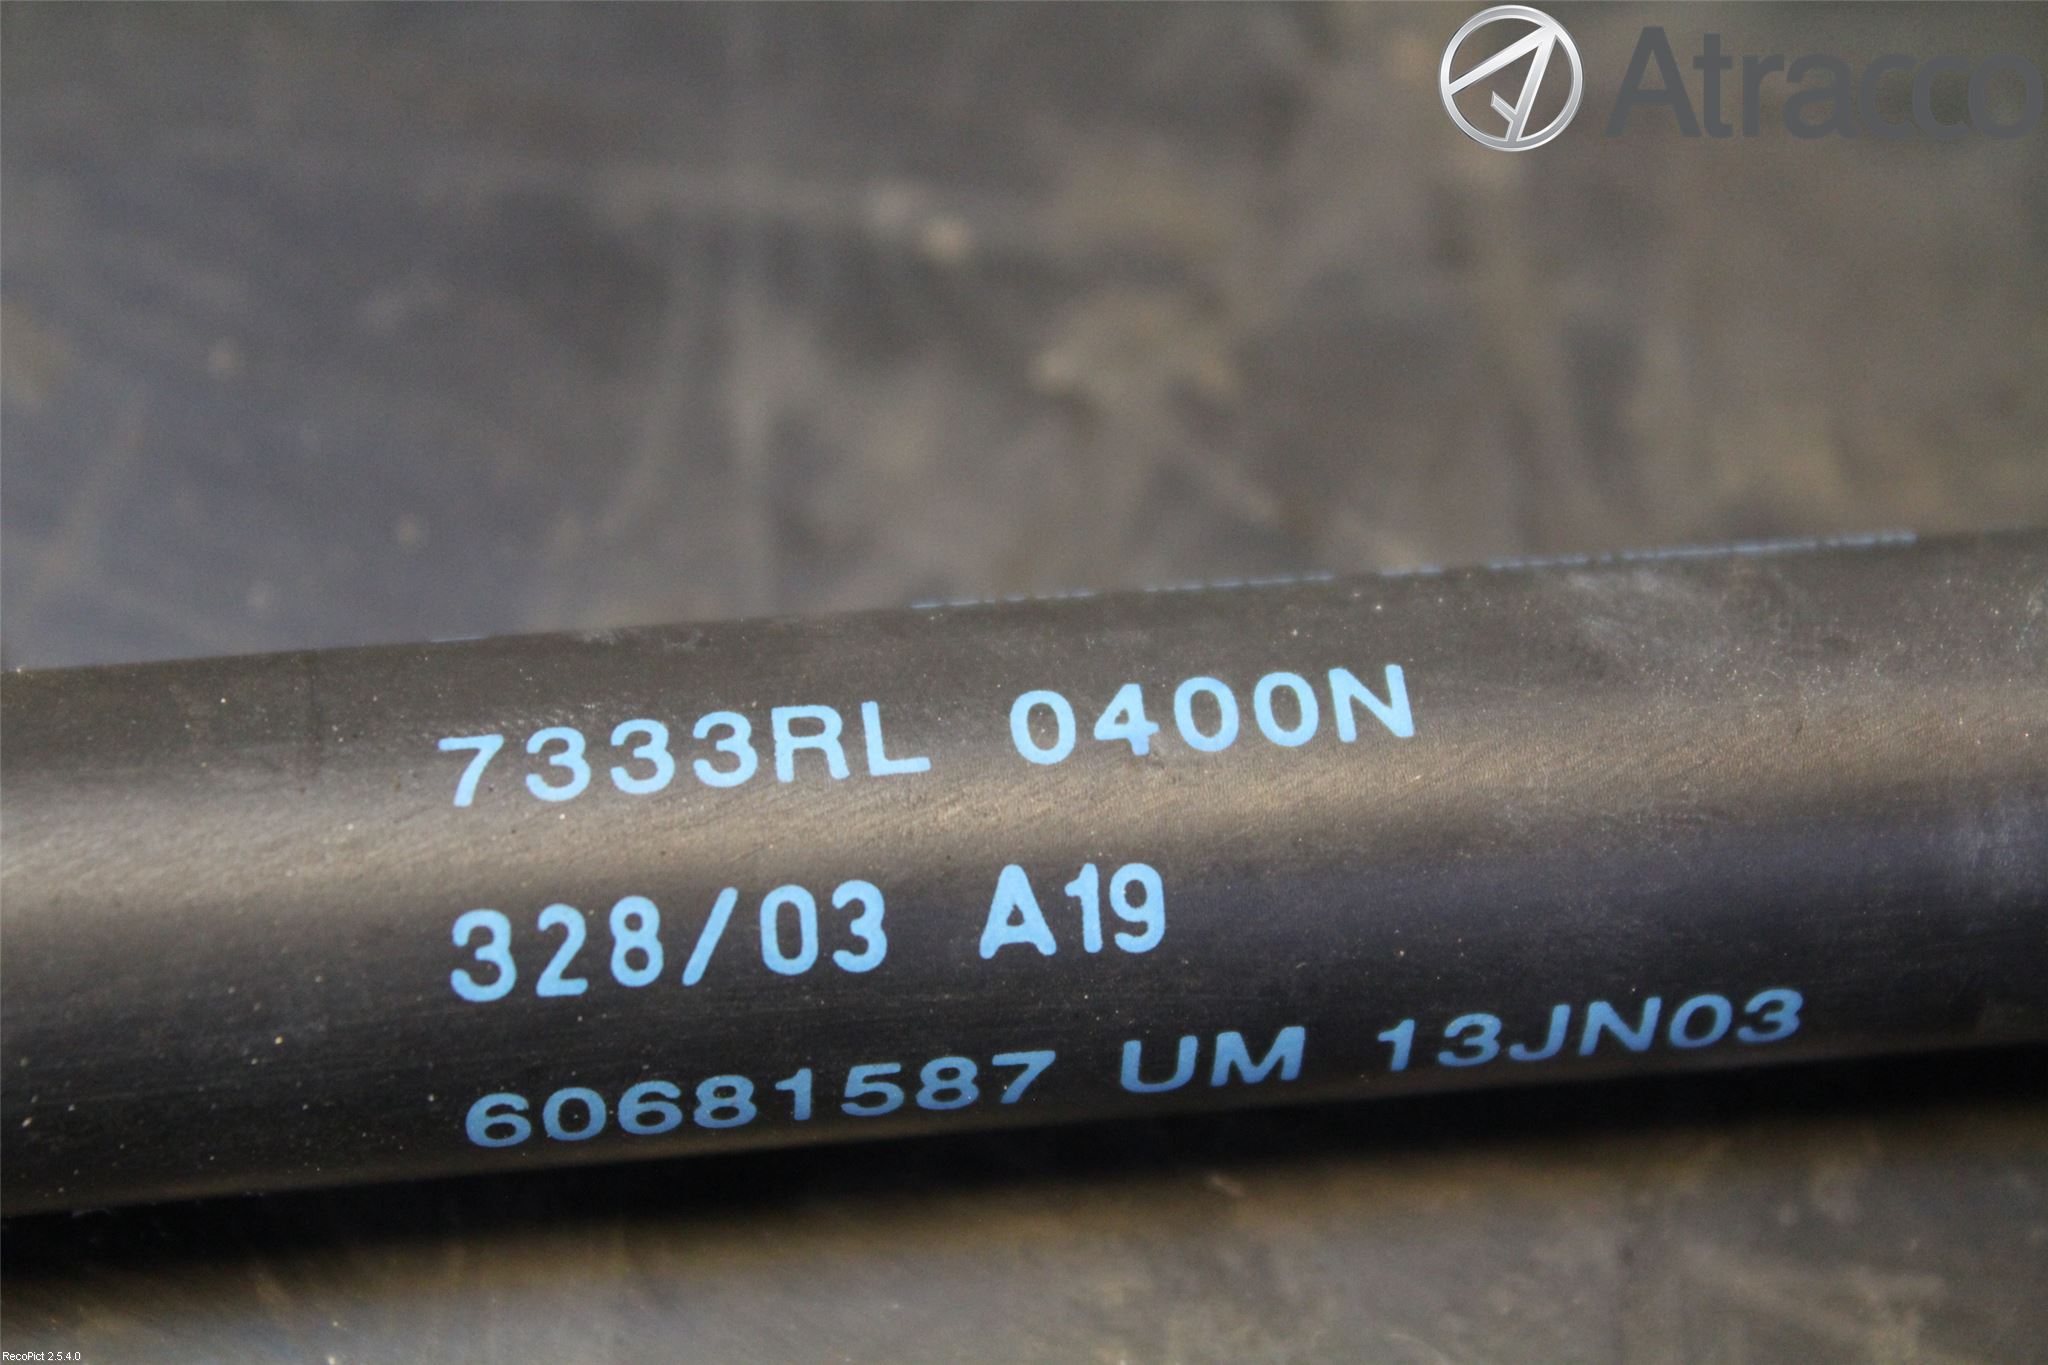 Atracco
7333RL 0400N
328/03 A19
60681587 UM 13JN03
RecoPict 2.5.4.0